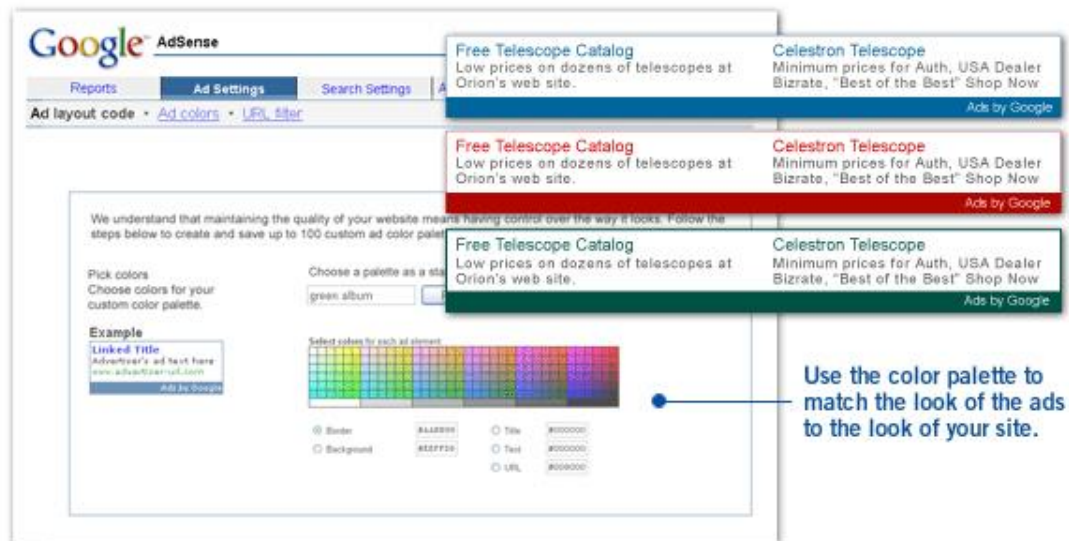 Google™ AdSense
Reports
Ad Settings
Search Settings
Ad layout code • Ad colors • URL filter
Free Telescope Catalog
Low prices on dozens of telescopes at
Orion's web site.
Celestron Telescope
Minimum prices for Auth, USA Dealer
Bizrate, "Best of the Best" Shop Now
Ads by Google
Free Telescope Catalog
Low prices on dozens of telescopes at
Orion's web site.
Celestron Telescope
Minimum prices for Auth, USA Dealer
Bizrate, "Best of the Best" Shop Now
Ads by Google
Free Telescope Catalog
Low prices on dozens of telescopes at
Orion's web site.
Celestron Telescope
Minimum prices for Auth, USA Dealer
Bizrate, "Best of the Best" Shop Now
Ads by Google
We understand that maintaining the quality of your website means having control over the way it looks. Follow the
steps below to create and save up to 100 custom ad color
Pick colors
Choose colors for your
custom color palette.
Choose a palette as a
green album
Example
Linked Title
Advertiser's ad text here
www.advertiser-url.com
Ads by Google
Select colors for each ad element
Border
Background
Title
#000000
Text
#000000
URL
#000000
Use the color palette to
match the look of the ads
to the look of your site.